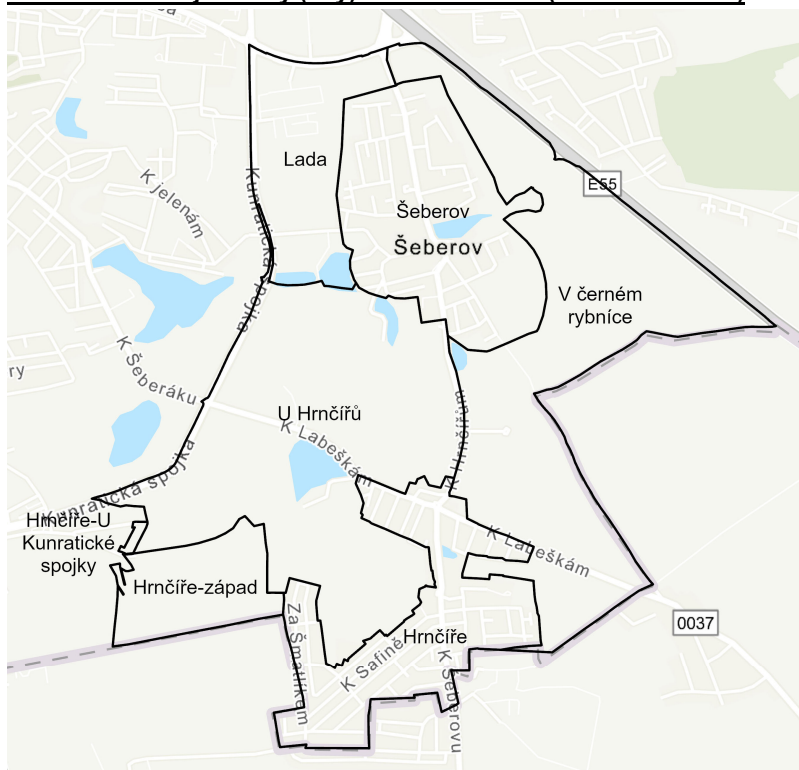 Lada
K jelenám
Kunratická spojka
E55
Šeberov
Šeberov
V černém
rybníce
K Šeberáku
ry
U Hrnčířů
K Labeškám
Kunratická spojka
Hrnčíře-U
Kunratické
spojky
K Labeškám
Hrnčíře-západ
Za Šmatlíkem
Hrnčíře
0037
K Safině
K Šeberovu